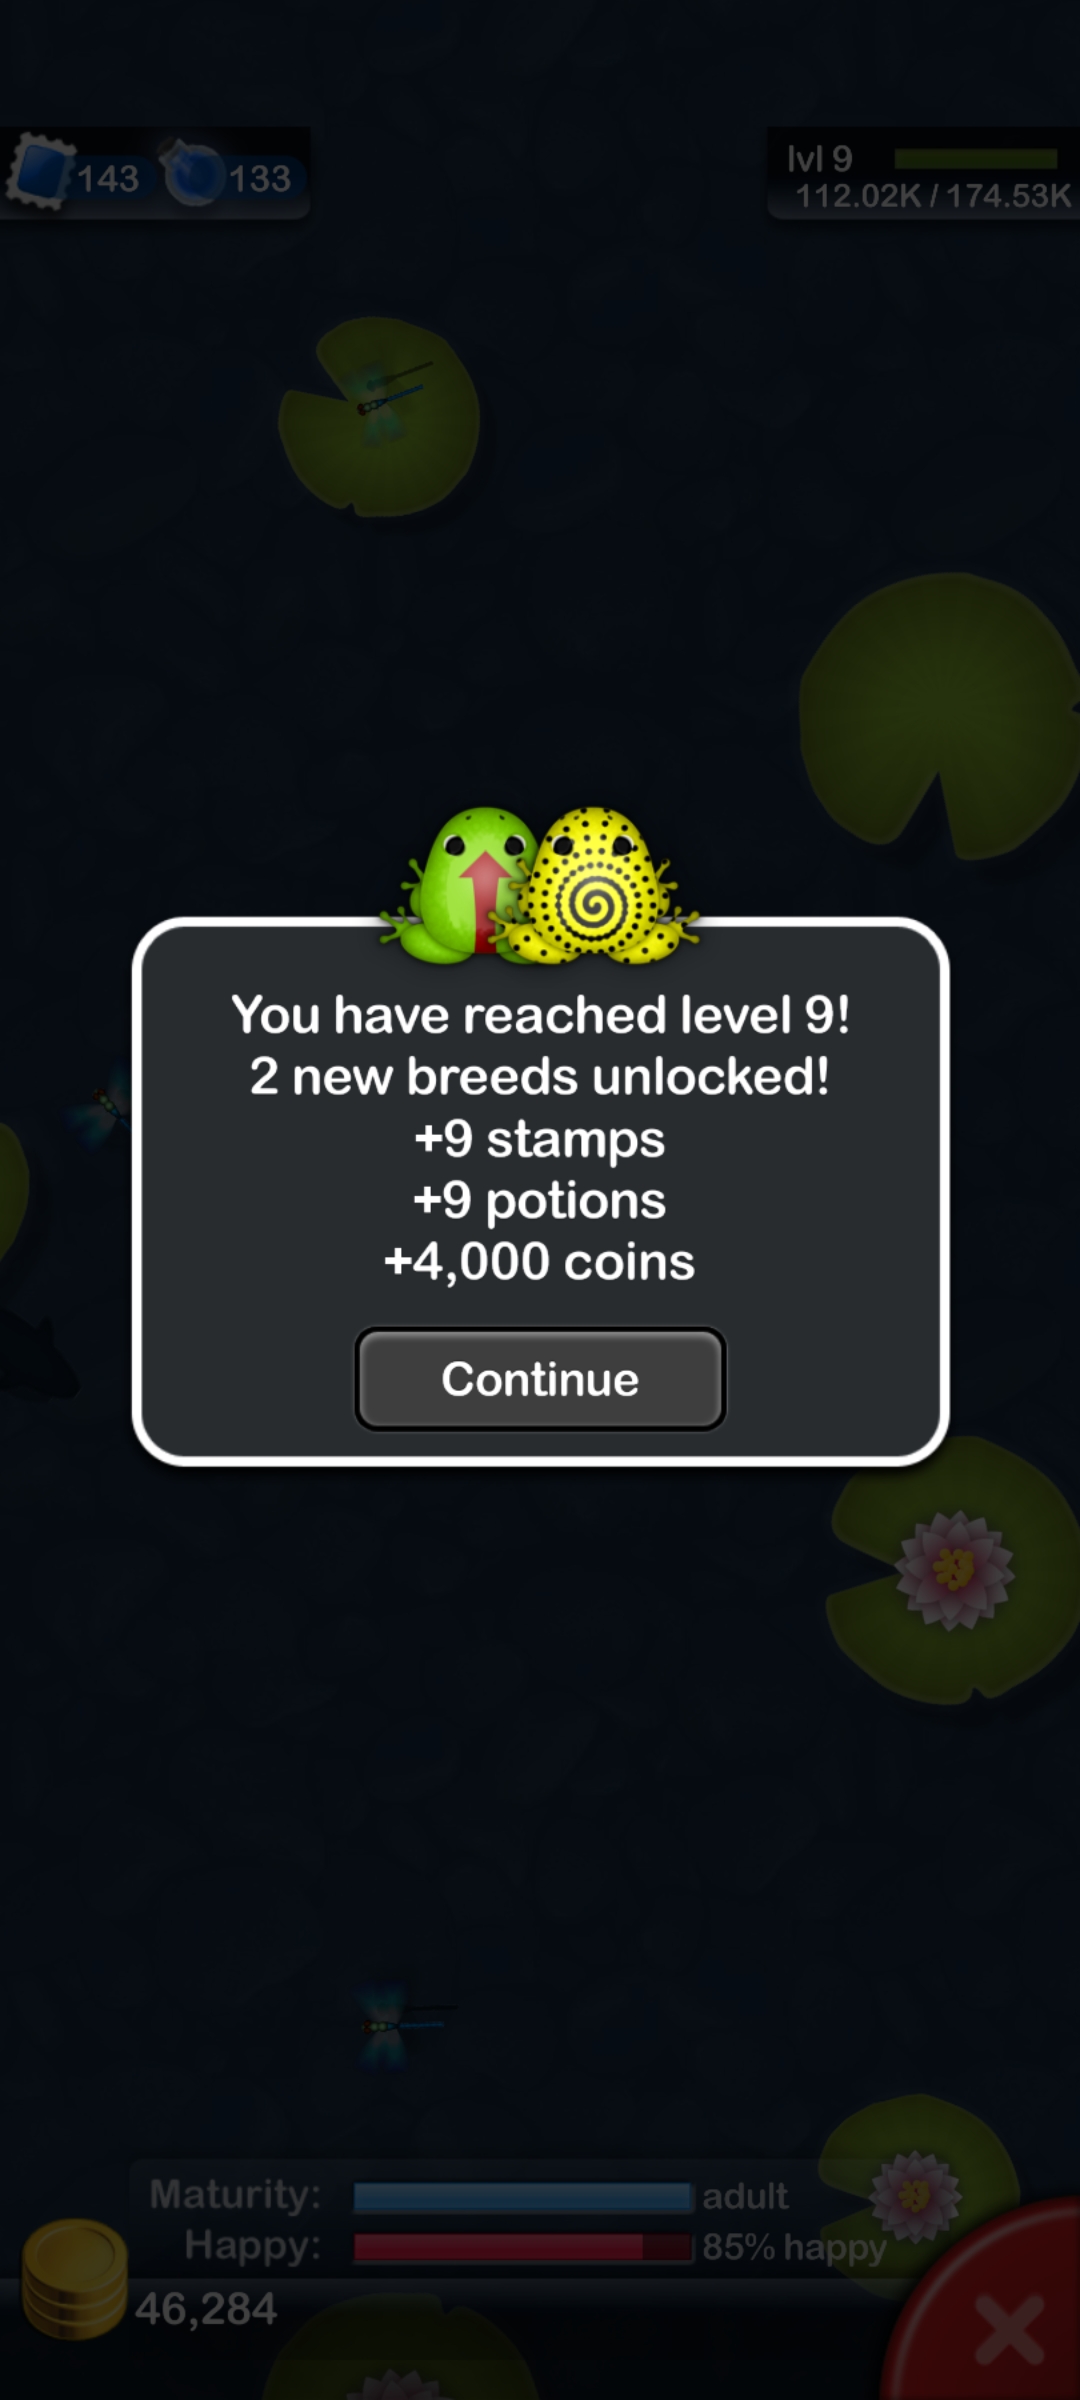 143 133
lvl 9
112.02K / 174.53K
You have reached level 9!
2 new breeds unlocked!
+9 stamps
+9 potions
+4,000 coins
Continue
Maturity: adult
Happy: 85% happy
46,284